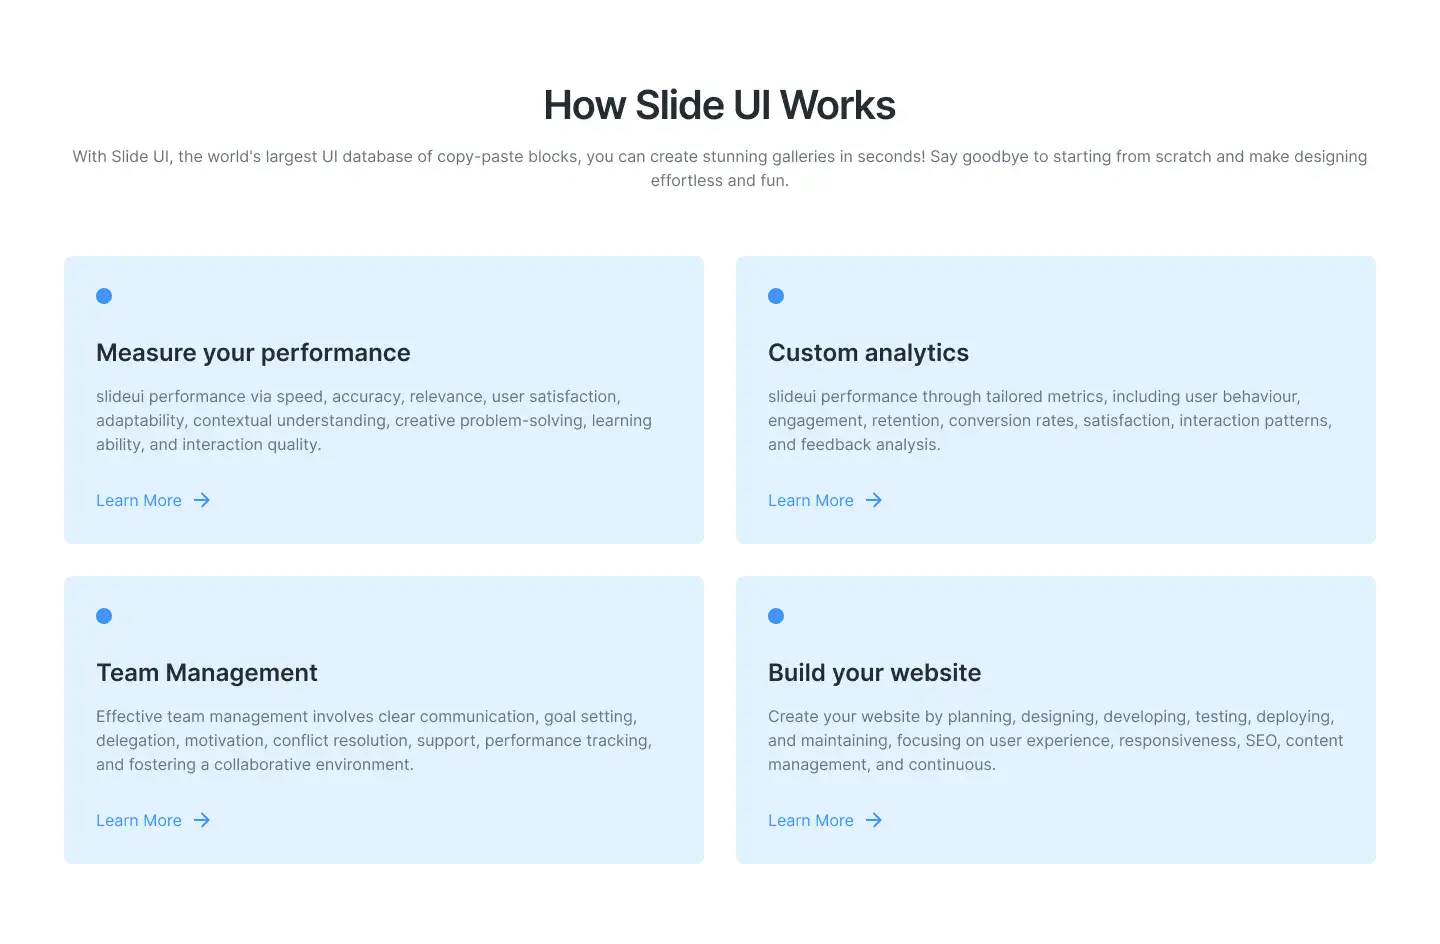 How Slide UI Works
With Slide UI, the world's largest UI database of copy-paste blocks, you can create stunning galleries in seconds! Say goodbye to starting from scratch and make designing
effortless and fun.
Measure your performance
slideui performance via speed, accuracy, relevance, user satisfaction,
adaptability, contextual understanding, creative problem-solving, learning
ability, and interaction quality.
Learn More
Custom analytics
slideui performance through tailored metrics, including user behaviour,
engagement, retention, conversion rates, satisfaction, interaction patterns,
and feedback analysis.
Learn More
Team Management
Effective team management involves clear communication, goal setting,
delegation, motivation, conflict resolution, support, performance tracking,
and fostering a collaborative environment.
Learn More
Build your website
Create your website by planning, designing, developing, testing, deploying,
and maintaining, focusing on user experience, responsiveness, SEO, content
management, and continuous.
Learn More